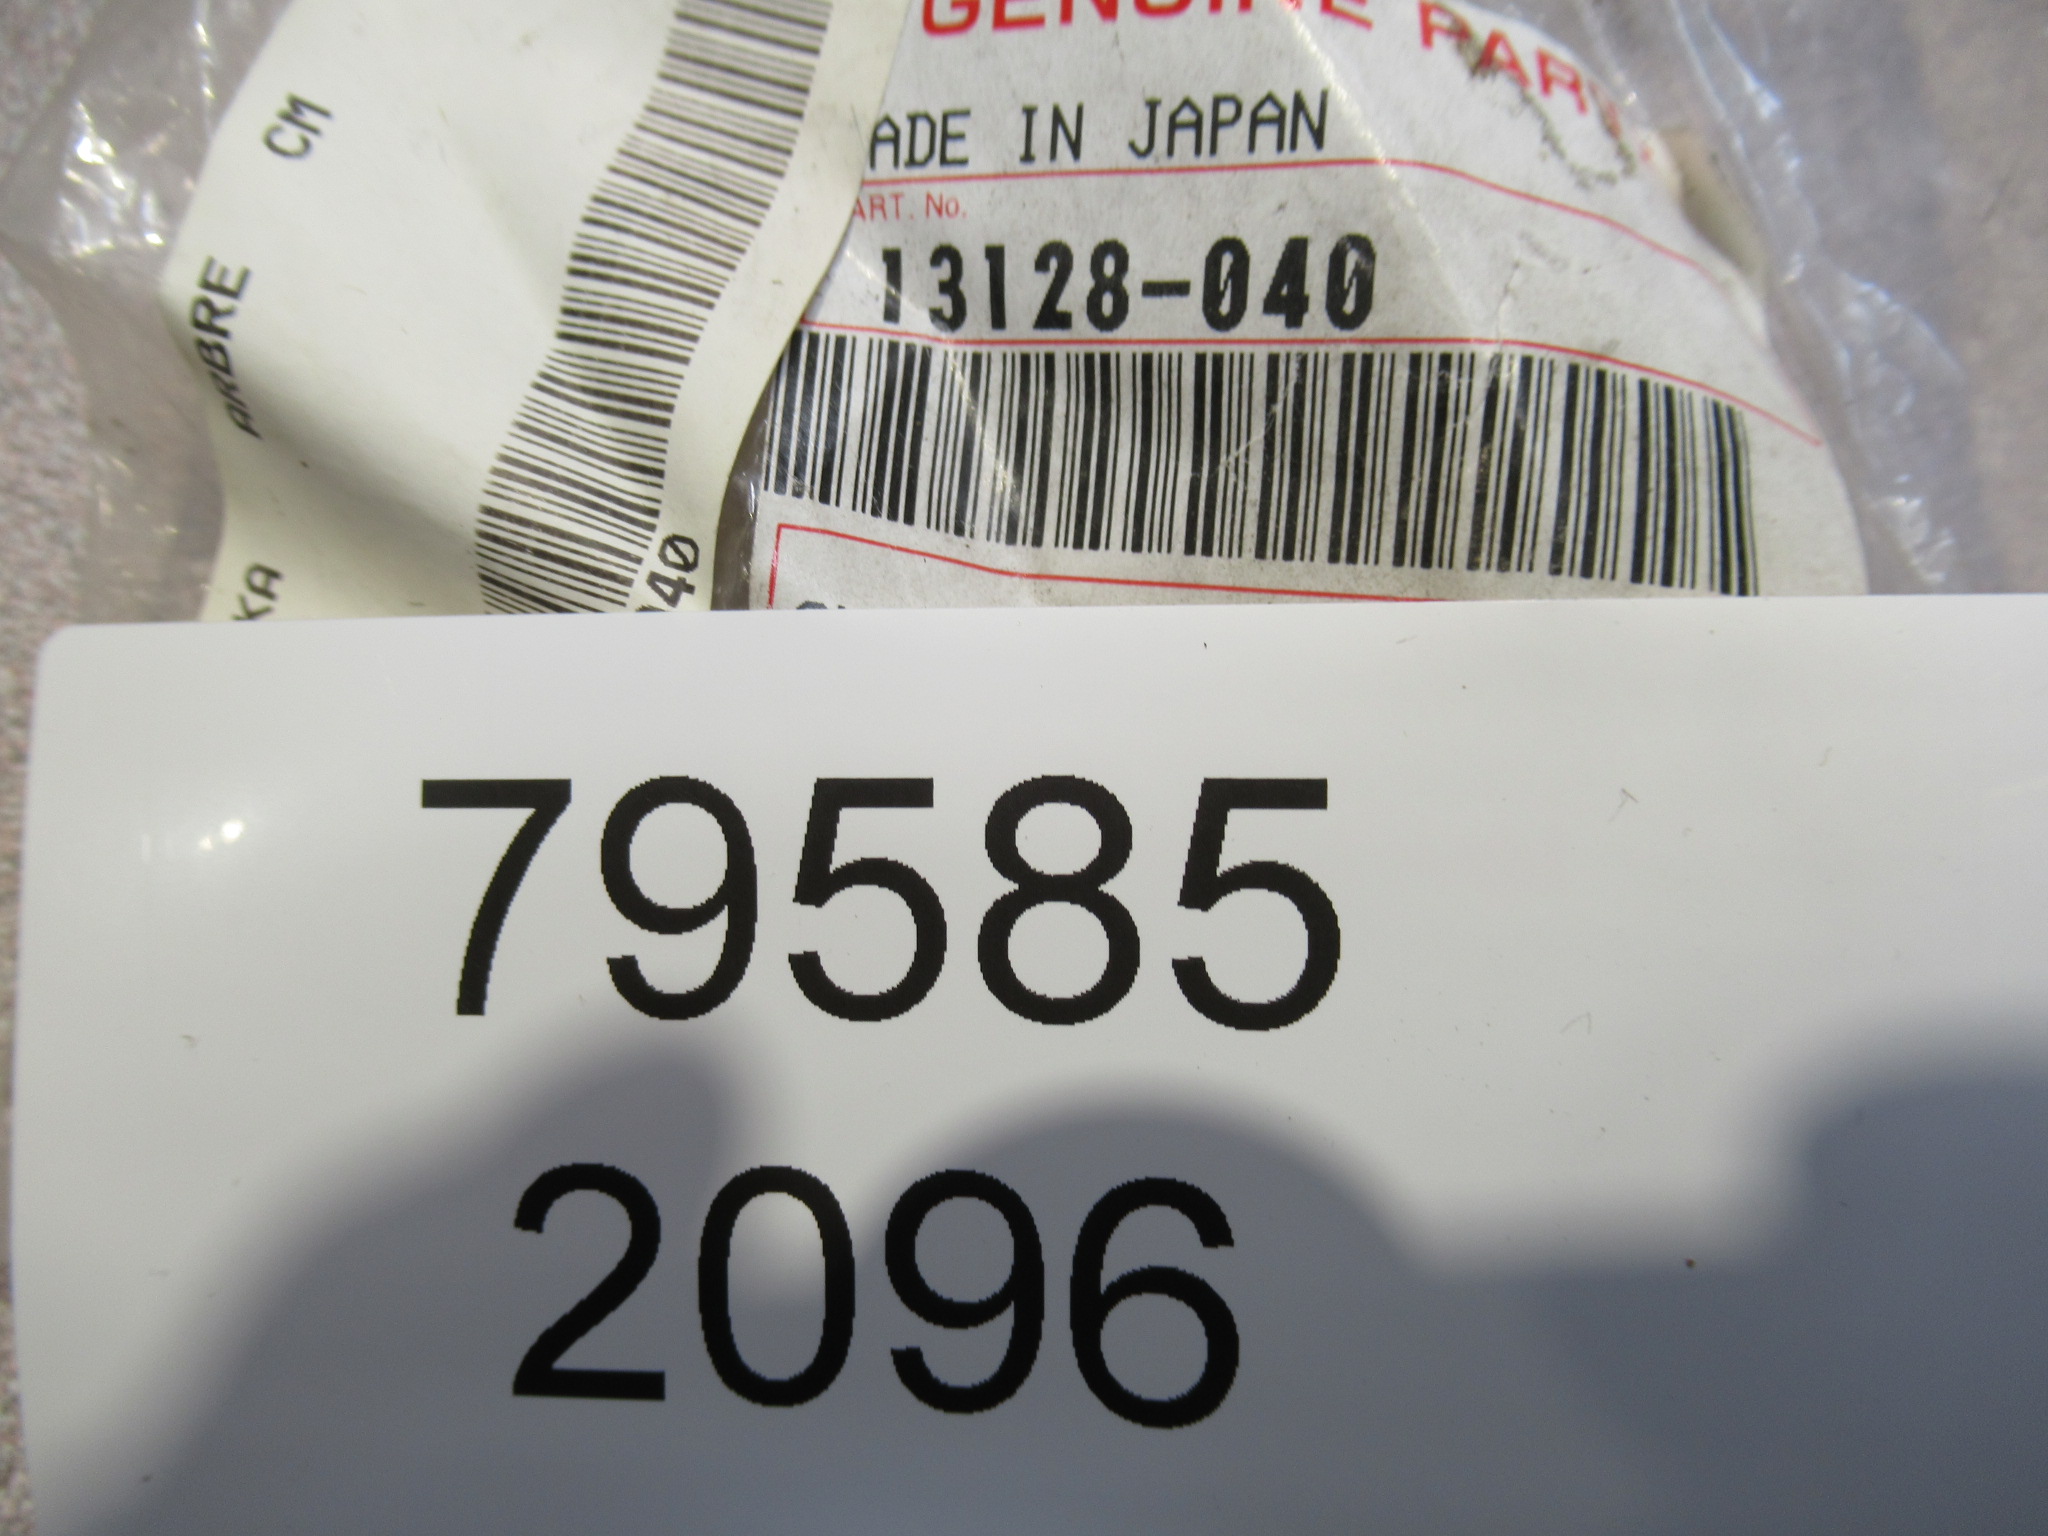 GENUINE PARTS
ADE IN JAPAN
ART. No.
13128-040
CM
ARBRE
KA
040
79585
2096